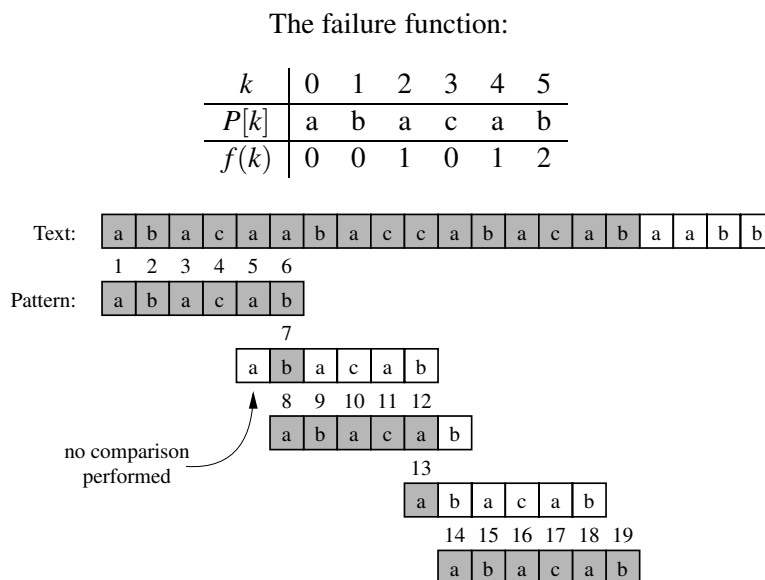 The failure function:
k 0 1 2 3 4 5
P[k] a b a c a b
f(k) 0 0 1 0 1 2
Text: a b a c a a b a c c a b a c a b a a b b
1 2 3 4 5 6
Pattern: a b a c a b
7
a b a c a b
8 9 10 11 12
a b a c a b
no comparison
performed
13
a b a c a b
14 15 16 17 18 19
a b a c a b